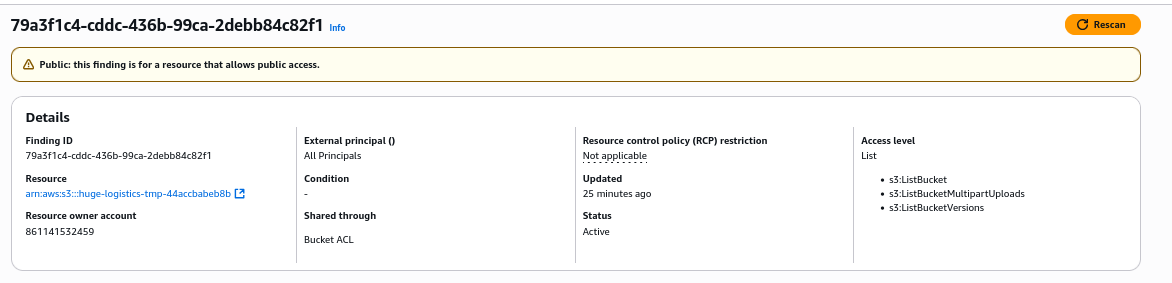 79a3f1c4-cddc-436b-99ca-2debb84c82f1 Info
Rescan
Public: this finding is for a resource that allows public access.
Details
Finding ID
79a3f1c4-cddc-436b-99ca-2debb84c82f1
Resource
arn:aws:s3:::huge-logistics-tmp-44accbabeb8b
Resource owner account
861141532459
External principal ()
All Principals
Condition
-
Shared through
Bucket ACL
Resource control policy (RCP) restriction
Not applicable
Updated
25 minutes ago
Status
Active
Access level
List
• s3:ListBucket
• s3:ListBucketMultipartUploads
• s3:ListBucketVersions